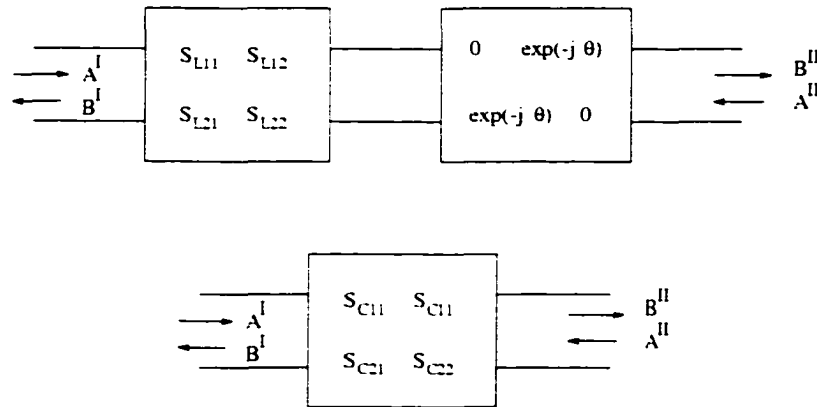 S_L11 S_L12
0 exp(-j θ)
A^I
B^II
B^I
A^II
S_L21 S_L22
exp(-j θ) 0
S_C11 S_C11
A^I
B^II
B^I
A^II
S_C21 S_C22